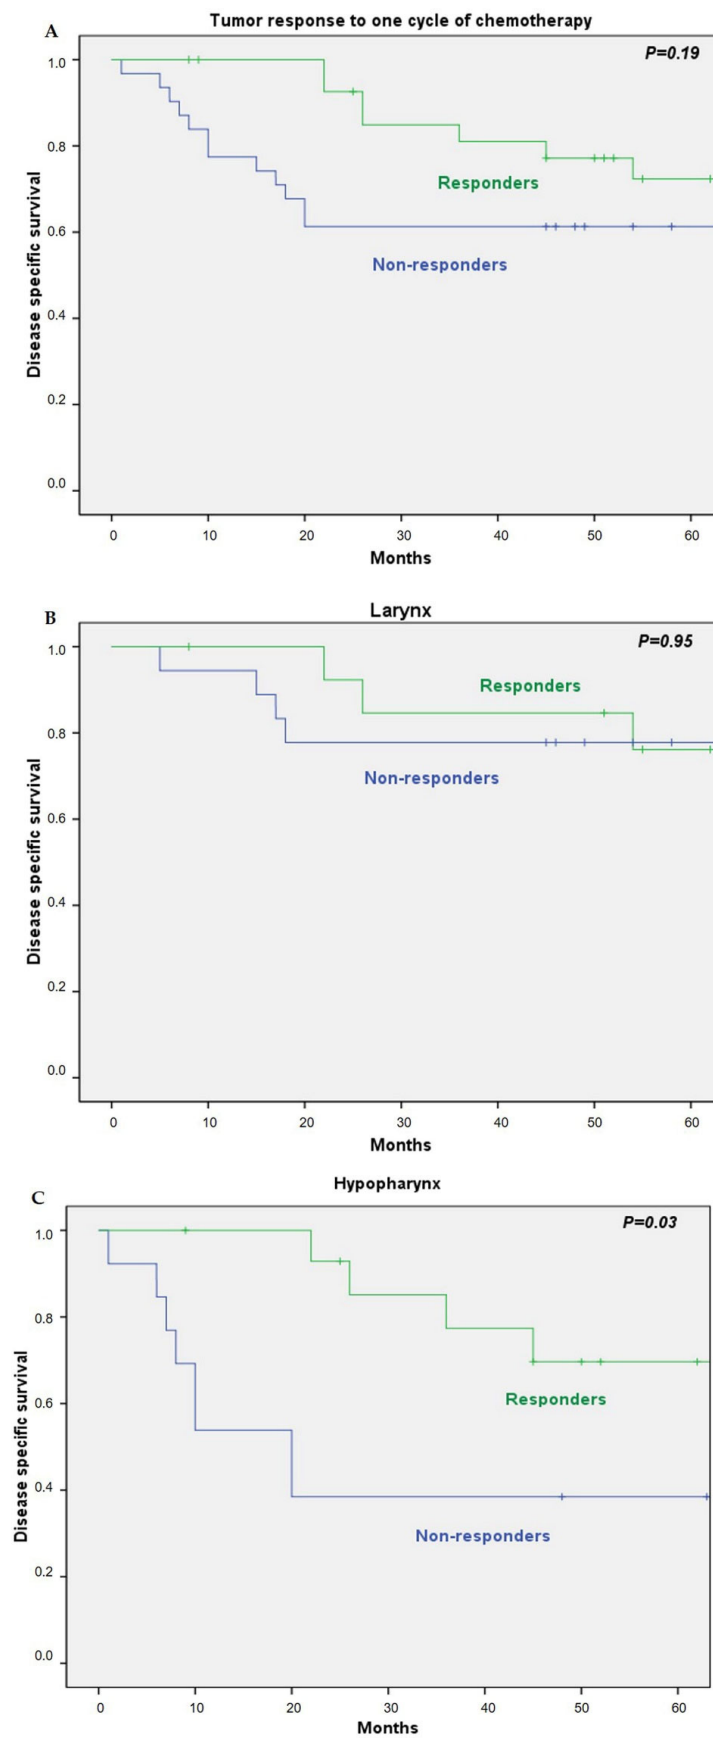 A
Tumor response to one cycle of chemotherapy
P=0.19
1.0
0.8
0.6
0.4
0.2
0.0
Disease specific survival
Responders
Non-responders
0 10 20 30 40 50 60
Months
B
Larynx
P=0.95
1.0
0.8
0.6
0.4
0.2
0.0
Disease specific survival
Responders
Non-responders
0 10 20 30 40 50 60
Months
C
Hypopharynx
P=0.03
1.0
0.8
0.6
0.4
0.2
0.0
Disease specific survival
Responders
Non-responders
0 10 20 30 40 50 60
Months